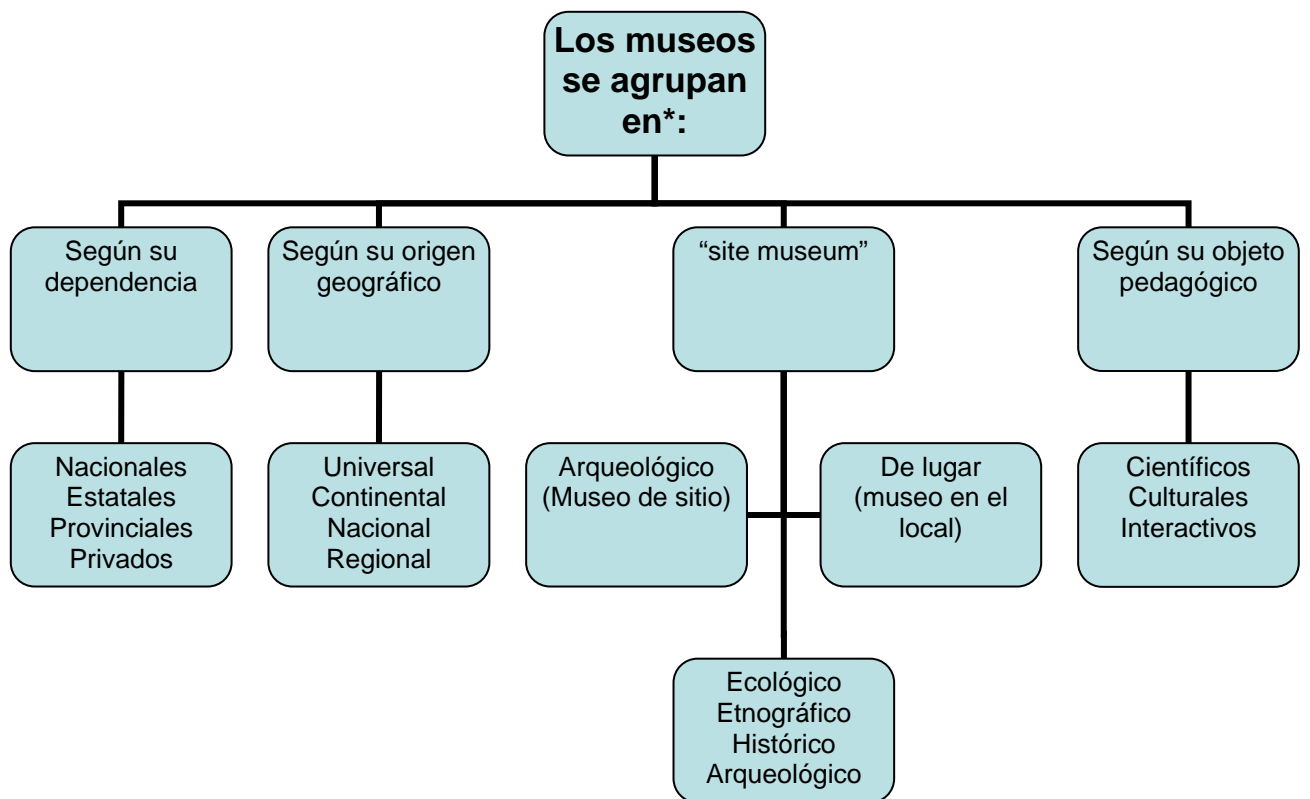 Los museos
se agrupan
en*:
Según su
dependencia
Según su origen
geográfico
“site museum”
Según su objeto
pedagógico
Nacionales
Estatales
Provinciales
Privados
Universal
Continental
Nacional
Regional
Arqueológico
(Museo de sitio)
De lugar
(museo en el
local)
Científicos
Culturales
Interactivos
Ecológico
Etnográfico
Histórico
Arqueológico